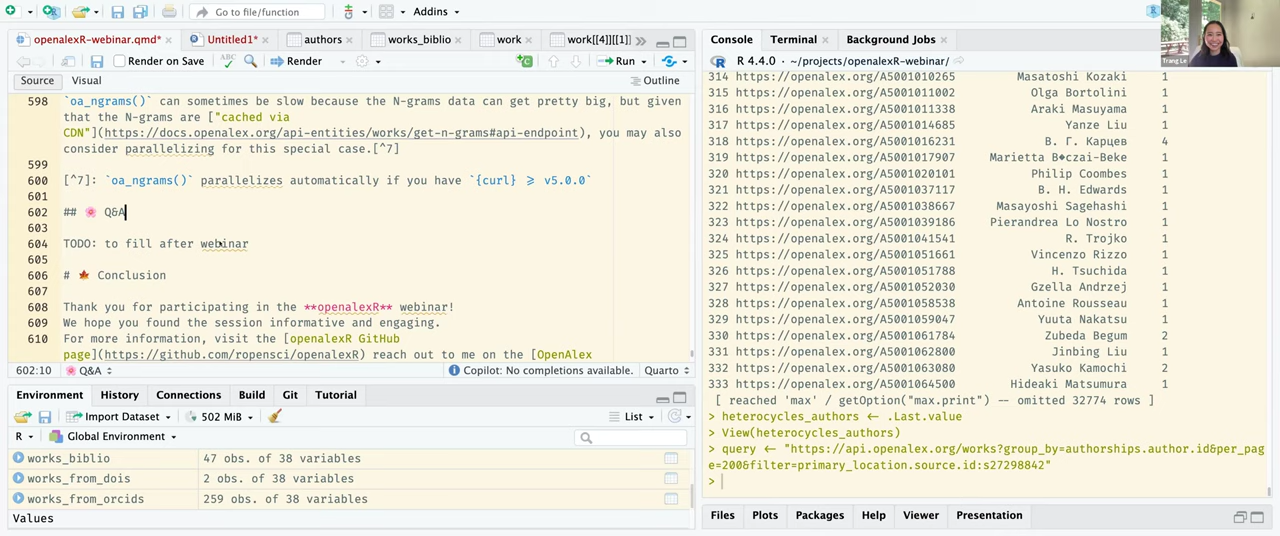 Go to file/function
Addins
openalexR-webinar.qmd*
Untitled1*
authors
works_biblio
work
work[[4]][[1]]
Render on Save
ABC
Render
Run
Source
Visual
Outline
598 `oa_ngrams()` can sometimes be slow because the N-grams data can get pretty big, but given
that the N-grams are ["cached via
CDN"](https://docs.openalex.org/api-entities/works/get-n-grams#api-endpoint), you may also
consider parallelizing for this special case.[^7]
599
600 [^7]: `oa_ngrams()` parallelizes automatically if you have `{curl} ⩾ v5.0.0`
601
602 ## 🌸 Q&A
603
604 TODO: to fill after webinar
605
606 # 🍁 Conclusion
607
608 Thank you for participating in the **openalexR** webinar!
609 We hope you found the session informative and engaging.
610 For more information, visit the [openalexR GitHub
page](https://github.com/ropensci/openalexR) reach out to me on the [OpenAlex
602:10
🌸 Q&A
Copilot: No completions available.
Quarto
Environment
History
Connections
Build
Git
Tutorial
Import Dataset
502 MiB
List
R
Global Environment
works_biblio 47 obs. of 38 variables
works_from_dois 2 obs. of 38 variables
works_from_orcids 259 obs. of 38 variables
Values
Console
Terminal
Background Jobs
R 4.4.0 · ~/projects/openalexR-webinar/
Trang Le
314 https://openalex.org/A5001010265 Masatoshi Kozaki 1
315 https://openalex.org/A5001011002 Olga Bortolini 1
316 https://openalex.org/A5001011338 Araki Masuyama 1
317 https://openalex.org/A5001014685 Yanze Liu 1
318 https://openalex.org/A5001016231 В. Г. Карцев 4
319 https://openalex.org/A5001017907 Marietta B�czai-Beke 1
320 https://openalex.org/A5001020101 Philip Coombes 1
321 https://openalex.org/A5001037117 B. H. Edwards 1
322 https://openalex.org/A5001038667 Masayoshi Sagehashi 1
323 https://openalex.org/A5001039186 Pierandrea Lo Nostro 1
324 https://openalex.org/A5001041541 R. Trojko 1
325 https://openalex.org/A5001051661 Vincenzo Rizzo 1
326 https://openalex.org/A5001051788 H. Tsuchida 1
327 https://openalex.org/A5001052030 Gzella Andrzej 1
328 https://openalex.org/A5001058538 Antoine Rousseau 1
329 https://openalex.org/A5001059047 Yuuta Nakatsu 1
330 https://openalex.org/A5001061784 Zubeda Begum 2
331 https://openalex.org/A5001062800 Jinbing Liu 1
332 https://openalex.org/A5001063080 Yasuko Kamochi 2
333 https://openalex.org/A5001064500 Hideaki Matsumura 1
[ reached 'max' / getOption("max.print") -- omitted 32774 rows ]
> heterocycles_authors <- .Last.value
> View(heterocycles_authors)
> query <- "https://api.openalex.org/works?group_by=authorships.author.id&per_pag
e=200&filter=primary_location.source.id:s27298842"
>
Files
Plots
Packages
Help
Viewer
Presentation